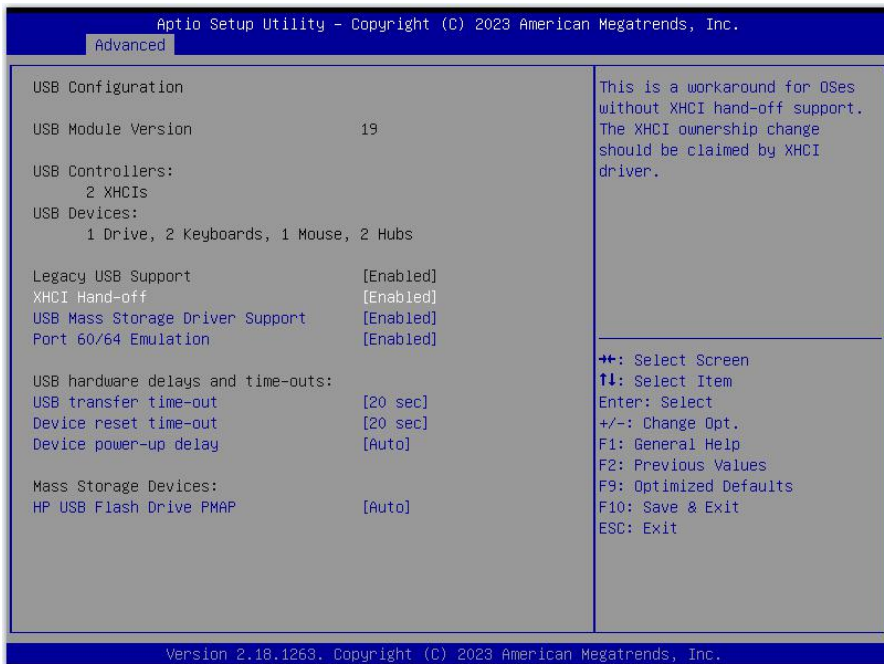 Aptio Setup Utility – Copyright (C) 2023 American Megatrends, Inc.
Advanced
USB Configuration
USB Module Version 19
USB Controllers:
2 XHCIs
USB Devices:
1 Drive, 2 Keyboards, 1 Mouse, 2 Hubs
Legacy USB Support [Enabled]
XHCI Hand-off [Enabled]
USB Mass Storage Driver Support [Enabled]
Port 60/64 Emulation [Enabled]
USB hardware delays and time-outs:
USB transfer time-out [20 sec]
Device reset time-out [20 sec]
Device power-up delay [Auto]
Mass Storage Devices:
HP USB Flash Drive PMAP [Auto]
This is a workaround for OSes
without XHCI hand-off support.
The XHCI ownership change
should be claimed by XHCI
driver.
→←: Select Screen
↑↓: Select Item
Enter: Select
+/-: Change Opt.
F1: General Help
F2: Previous Values
F9: Optimized Defaults
F10: Save & Exit
ESC: Exit
Version 2.18.1263. Copyright (C) 2023 American Megatrends, Inc.